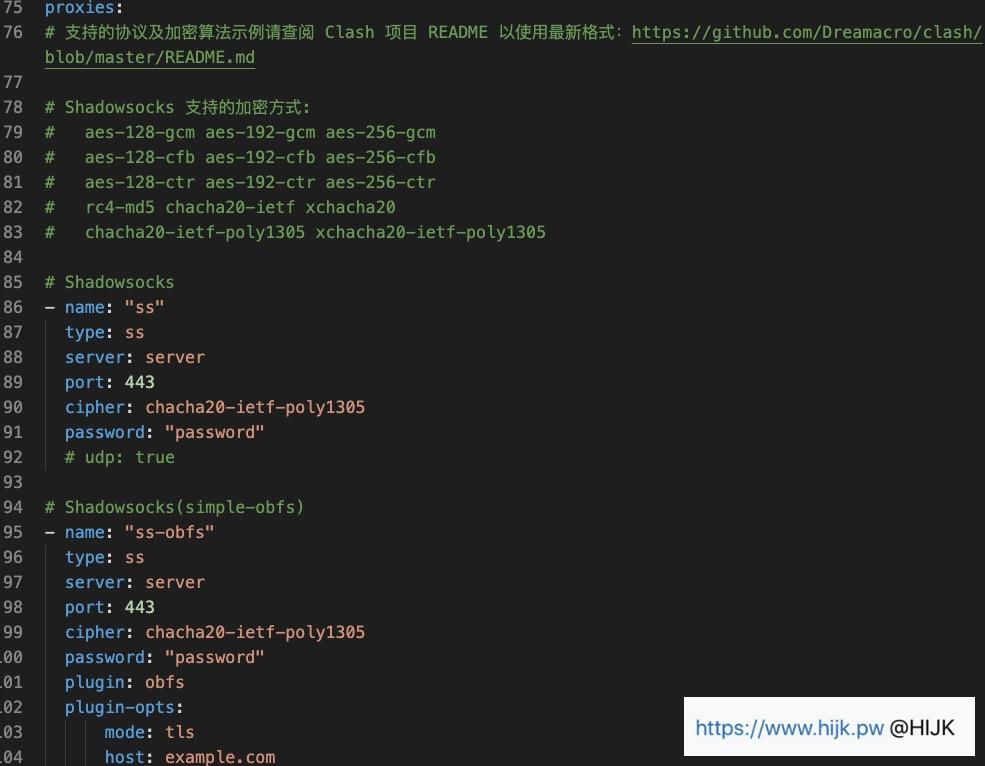 75 proxies:
76 # 支持的协议及加密算法示例请查阅 Clash 项目 README 以使用最新格式：https://github.com/Dreamacro/clash/
blob/master/README.md
77
78 # Shadowsocks 支持的加密方式:
79 #   aes-128-gcm aes-192-gcm aes-256-gcm
80 #   aes-128-cfb aes-192-cfb aes-256-cfb
81 #   aes-128-ctr aes-192-ctr aes-256-ctr
82 #   rc4-md5 chacha20-ietf xchacha20
83 #   chacha20-ietf-poly1305 xchacha20-ietf-poly1305
84
85 # Shadowsocks
86 - name: "ss"
87   type: ss
88   server: server
89   port: 443
90   cipher: chacha20-ietf-poly1305
91   password: "password"
92   # udp: true
93
94 # Shadowsocks(simple-obfs)
95 - name: "ss-obfs"
96   type: ss
97   server: server
98   port: 443
99   cipher: chacha20-ietf-poly1305
00   password: "password"
01   plugin: obfs
02   plugin-opts:
03       mode: tls
04       host: example.com
https://www.hijk.pw @HIJK